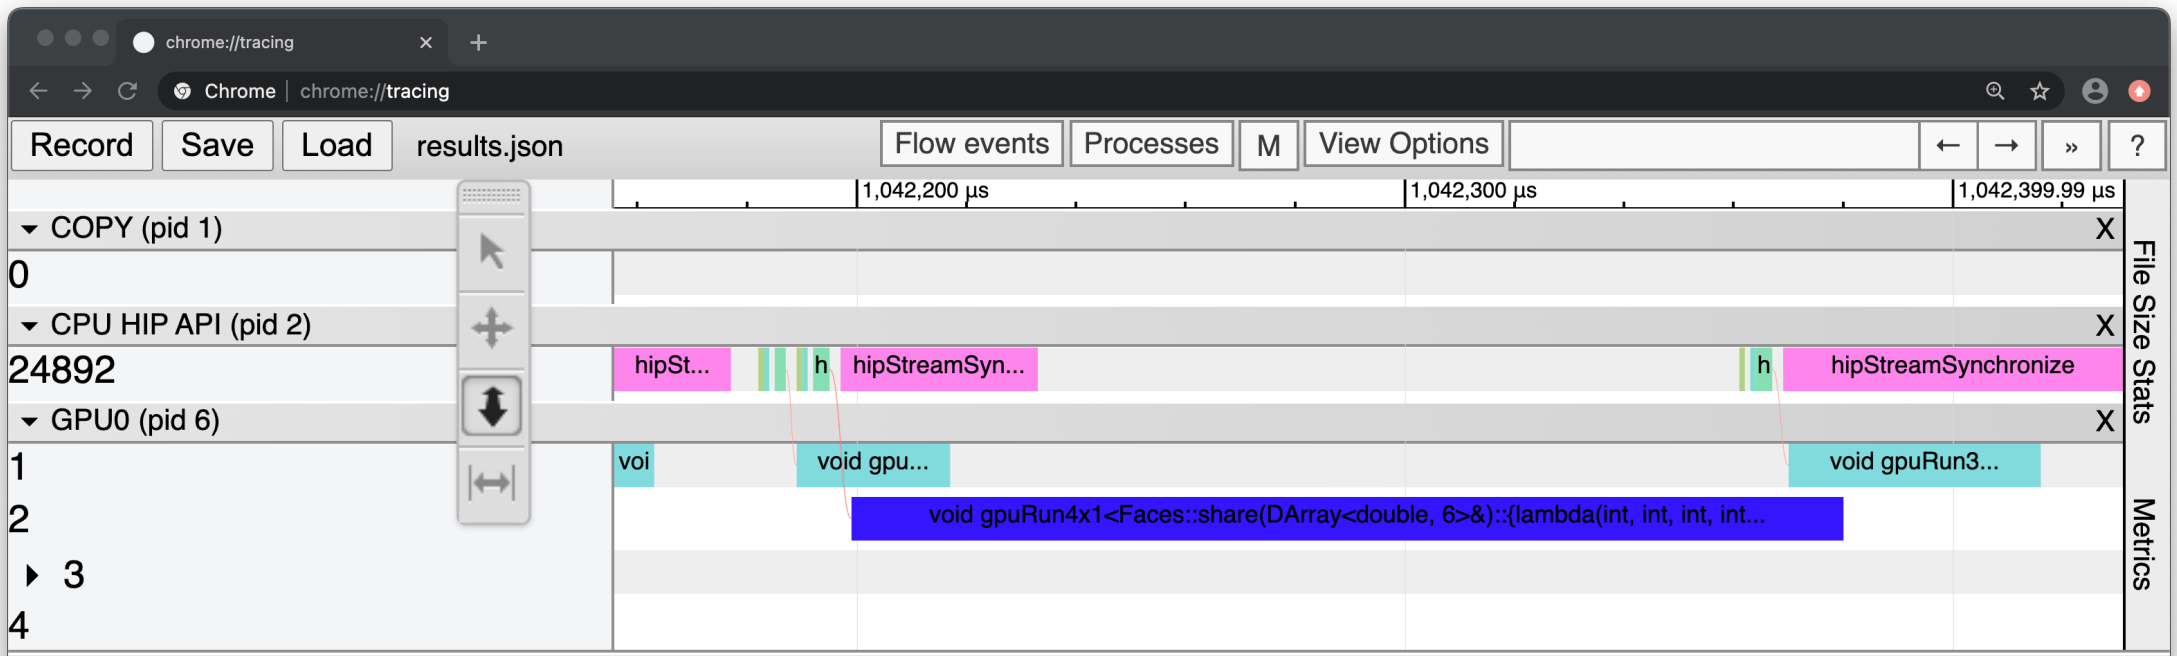 chrome://tracing
Chrome chrome://tracing
Record Save Load results.json Flow events Processes M View Options ← → » ?
1,042,200 µs 1,042,300 µs 1,042,399.99 µs
COPY (pid 1) X
0
CPU HIP API (pid 2) X
24892 hipSt... h hipStreamSyn... h hipStreamSynchronize
GPU0 (pid 6) X
1 voi void gpu... void gpuRun3...
2 void gpuRun4x1<Faces::share(DArray<double, 6>&)::{lambda(int, int, int, int...
3
4
File Size Stats
Metrics